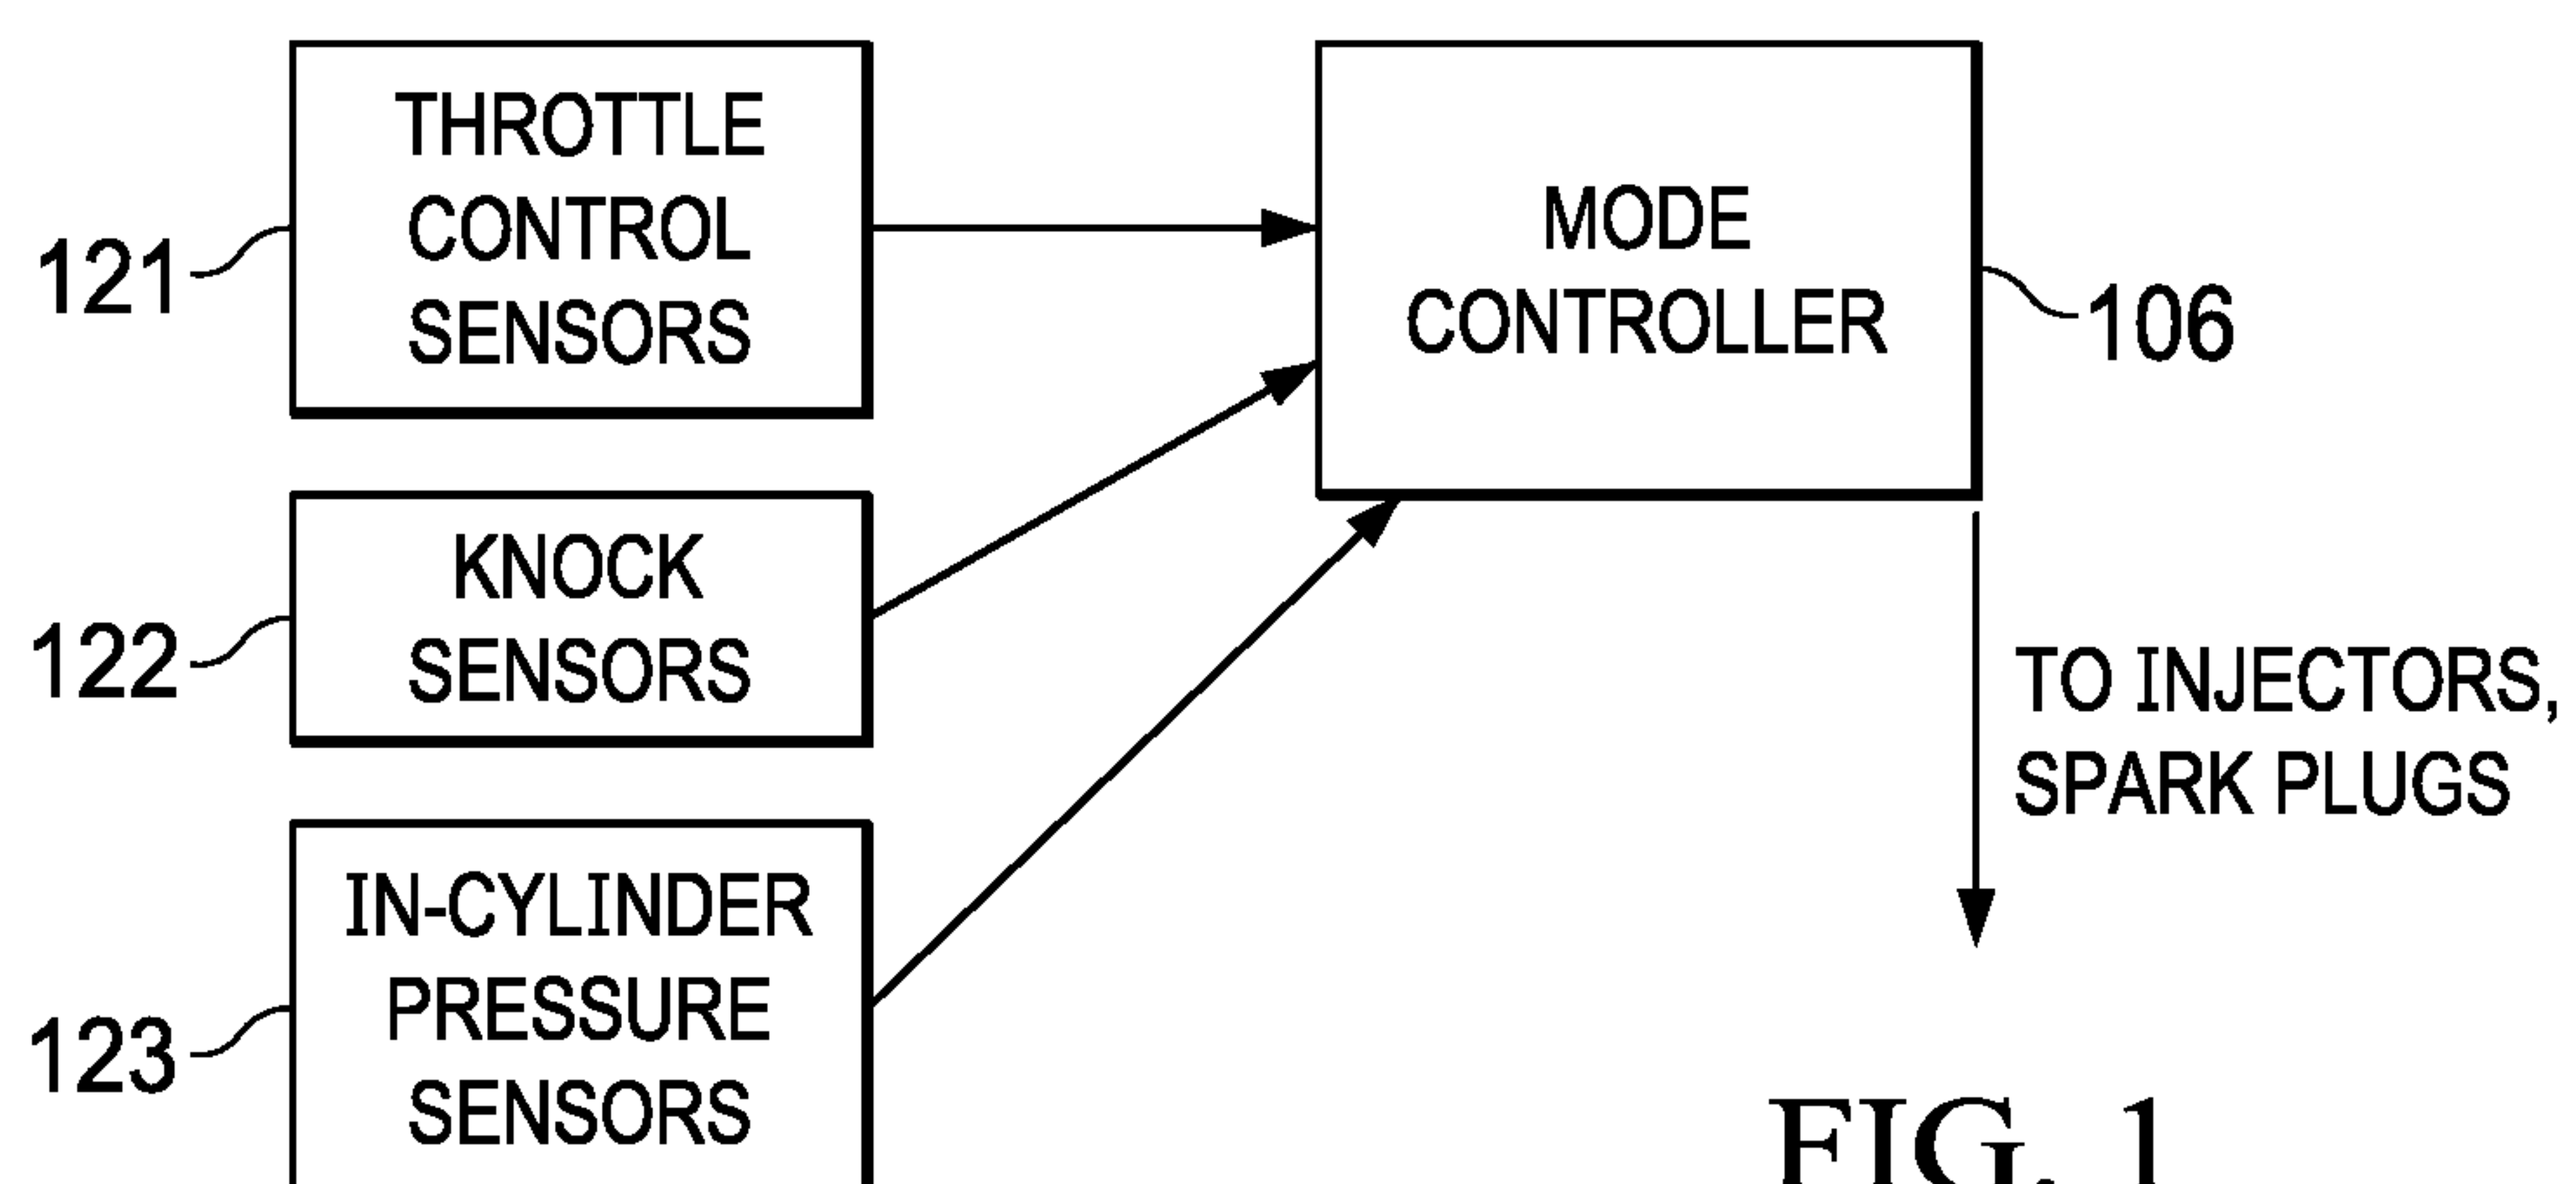 THROTTLE
CONTROL
SENSORS
121
MODE
CONTROLLER
106
KNOCK
SENSORS
122
TO INJECTORS,
SPARK PLUGS
IN-CYLINDER
PRESSURE
SENSORS
123
FIG. 1